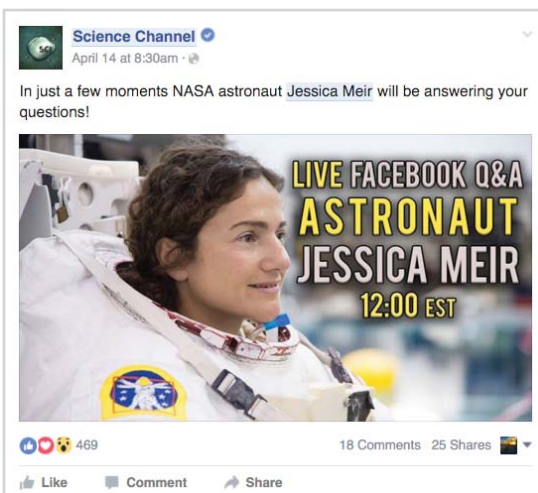 SCI
Science Channel
April 14 at 8:30am ·
In just a few moments NASA astronaut Jessica Meir will be answering your
questions!
LIVE FACEBOOK Q&A
ASTRONAUT
JESSICA MEIR
12:00 EST
469
18 Comments 25 Shares
Like Comment Share